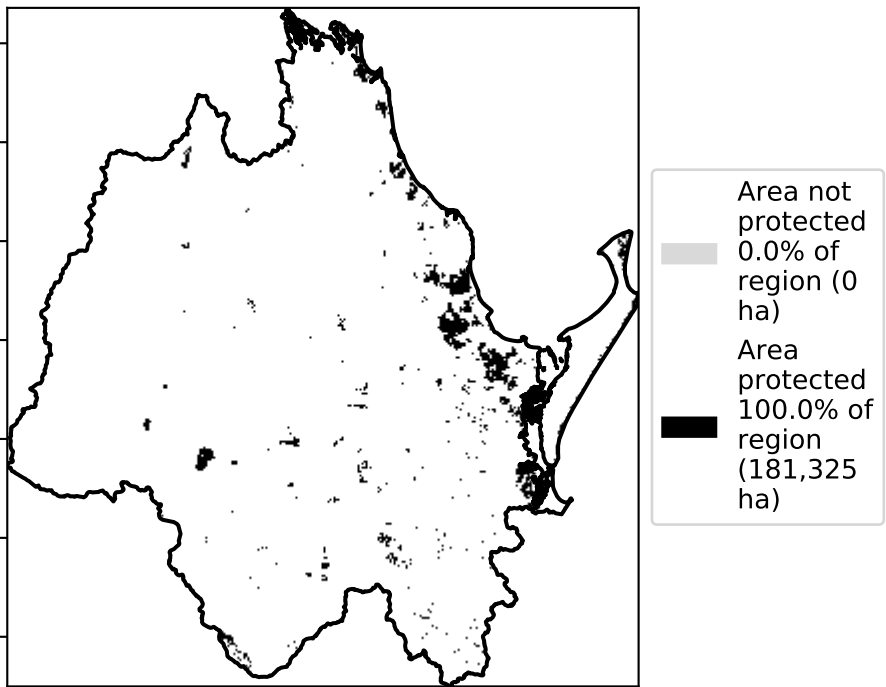 Area not
protected
0.0% of
region (0
ha)
Area
protected
100.0% of
region
(181,325
ha)